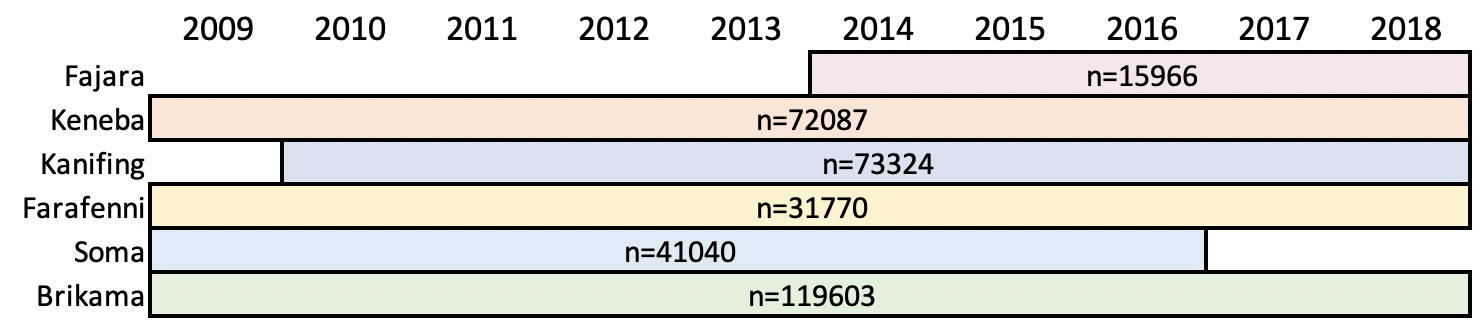 2009 2010 2011 2012 2013 2014 2015 2016 2017 2018
Fajara n=15966
Keneba n=72087
Kanifing n=73324
Farafenni n=31770
Soma n=41040
Brikama n=119603